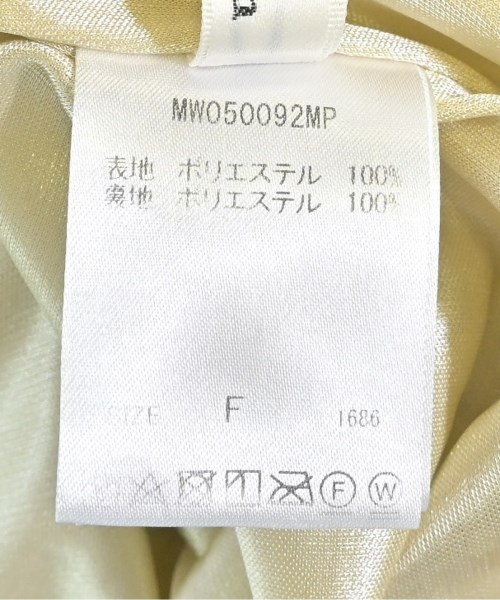 a
MW050092MP
表地 ポリエステル 100%
裏地 ポリエステル 100%
SIZE F 1686
F W